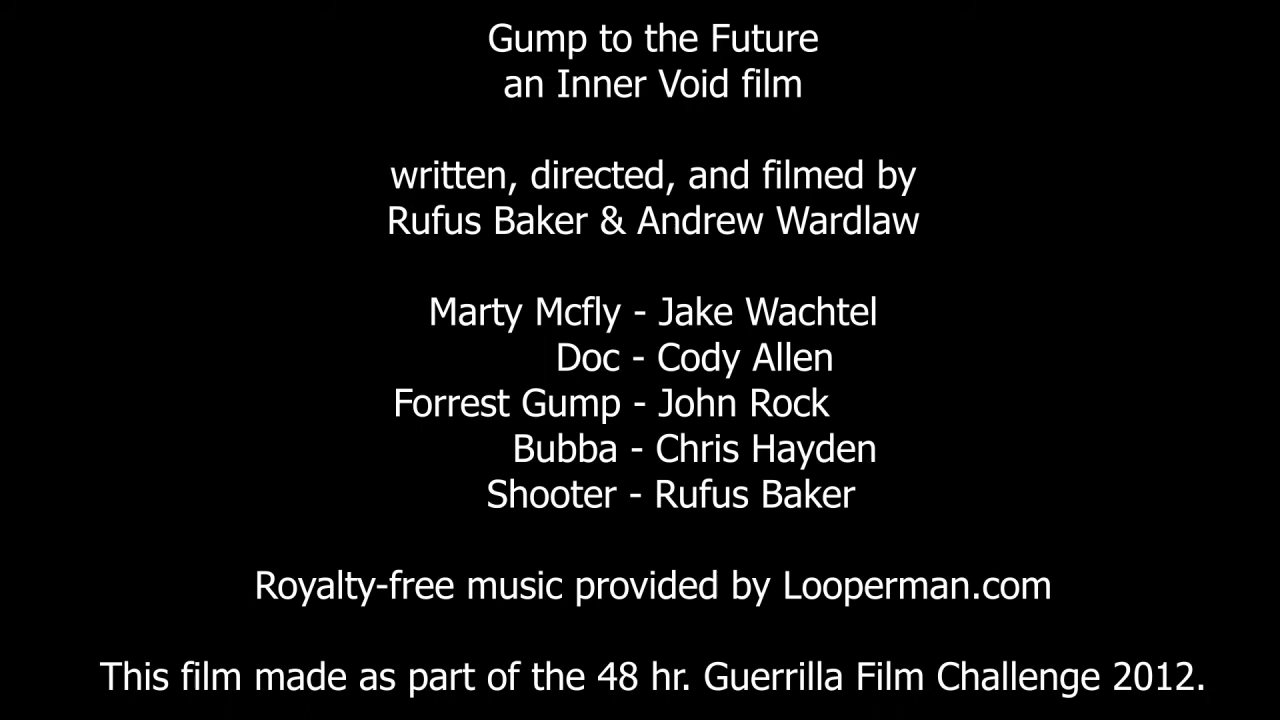 Gump to the Future
an Inner Void film
written, directed, and filmed by
Rufus Baker & Andrew Wardlaw
Marty Mcfly - Jake Wachtel
Doc - Cody Allen
Forrest Gump - John Rock
Bubba - Chris Hayden
Shooter - Rufus Baker
Royalty-free music provided by Looperman.com
This film made as part of the 48 hr. Guerrilla Film Challenge 2012.